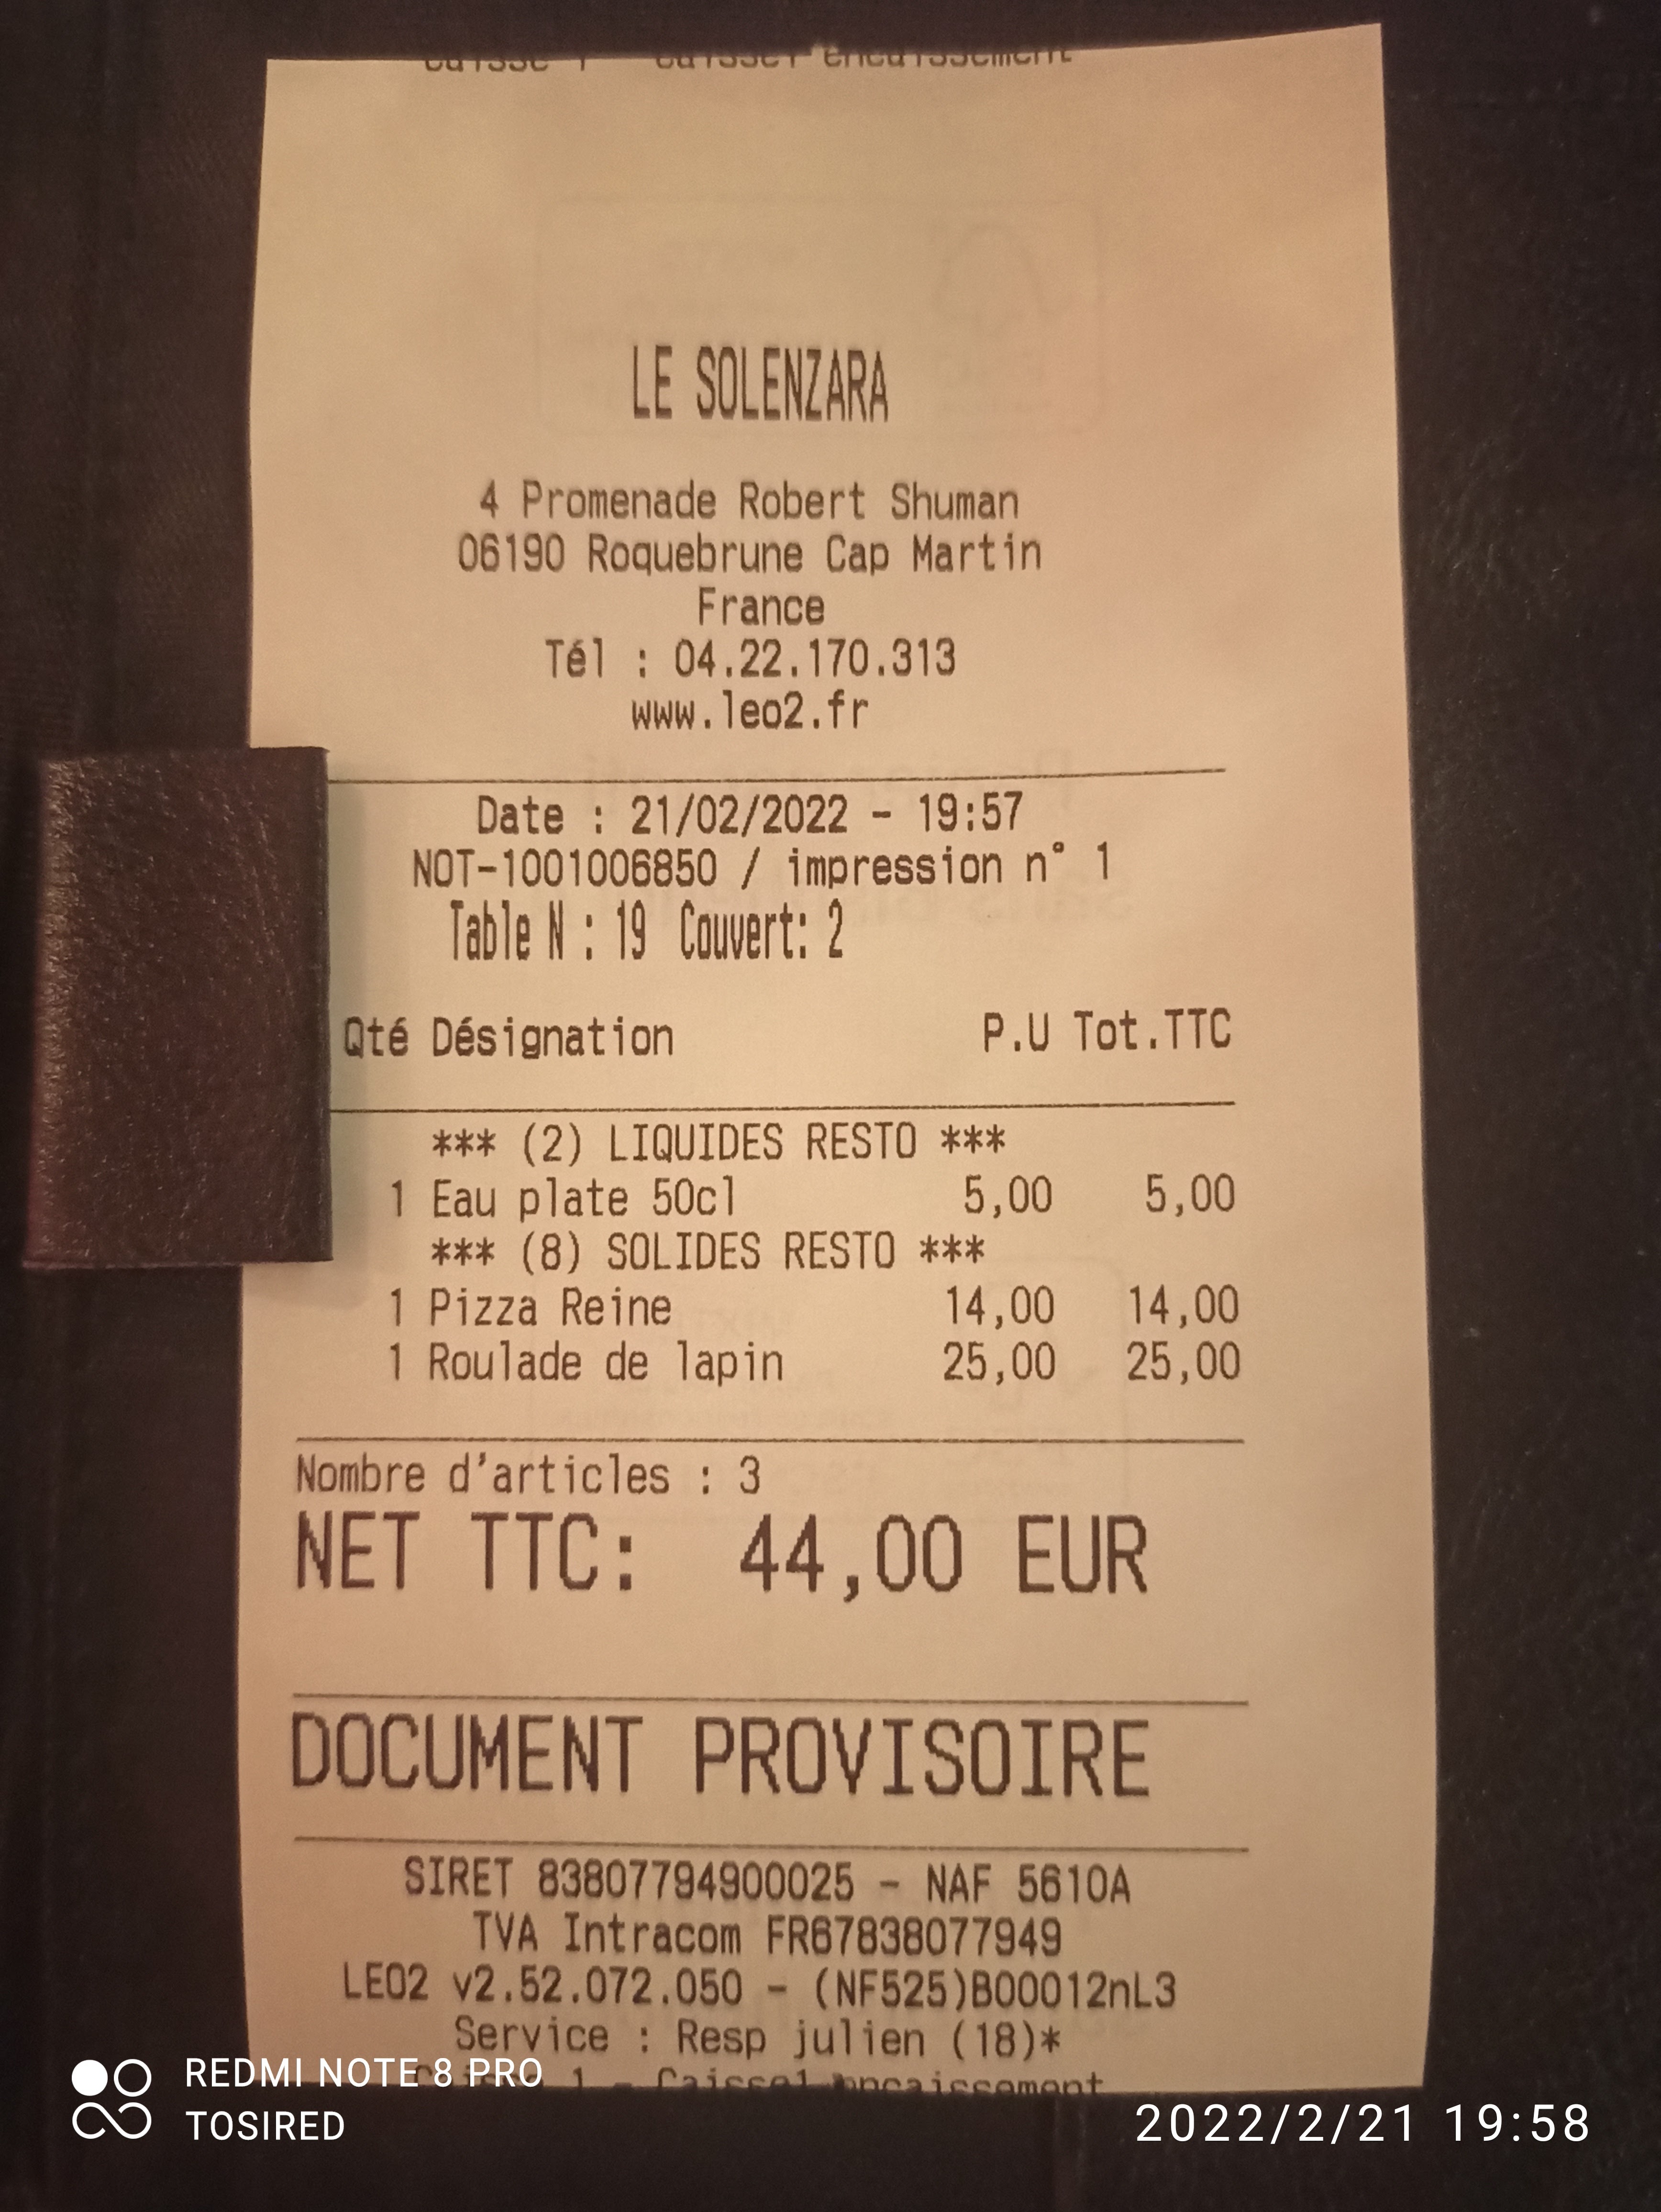 LE SOLENZARA
4 Promenade Robert Shuman
06190 Roquebrune Cap Martin
France
Tél : 04.22.170.313
www.leo2.fr
Date : 21/02/2022 - 19:57
NOT-1001006850 / impression n° 1
Table N : 19 Couvert: 2
Qté Désignation P.U Tot.TTC
*** (2) LIQUIDES RESTO ***
1 Eau plate 50cl 5,00 5,00
*** (8) SOLIDES RESTO ***
1 Pizza Reine 14,00 14,00
1 Roulade de lapin 25,00 25,00
Nombre d'articles : 3
NET TTC: 44,00 EUR
DOCUMENT PROVISOIRE
SIRET 83807794900025 - NAF 5610A
TVA Intracom FR67838077949
LEO2 v2.52.072.050 - (NF525)B00012nL3
Service : Resp julien (18)*
REDMI NOTE 8 PRO
TOSIRED
2022/2/21 19:58